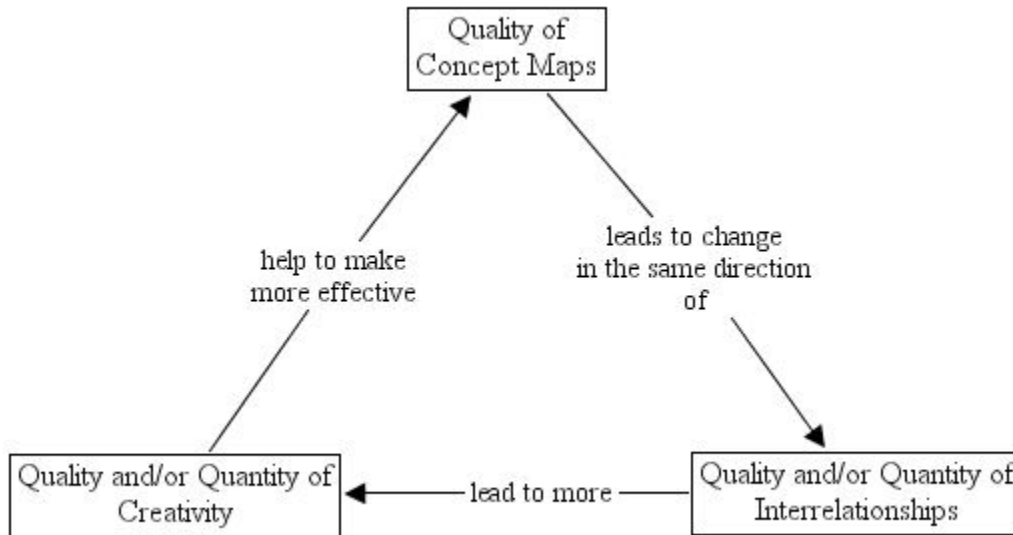 Quality of
Concept Maps
leads to change
in the same direction
of
help to make
more effective
Quality and/or Quantity of
Creativity
lead to more
Quality and/or Quantity of
Interrelationships